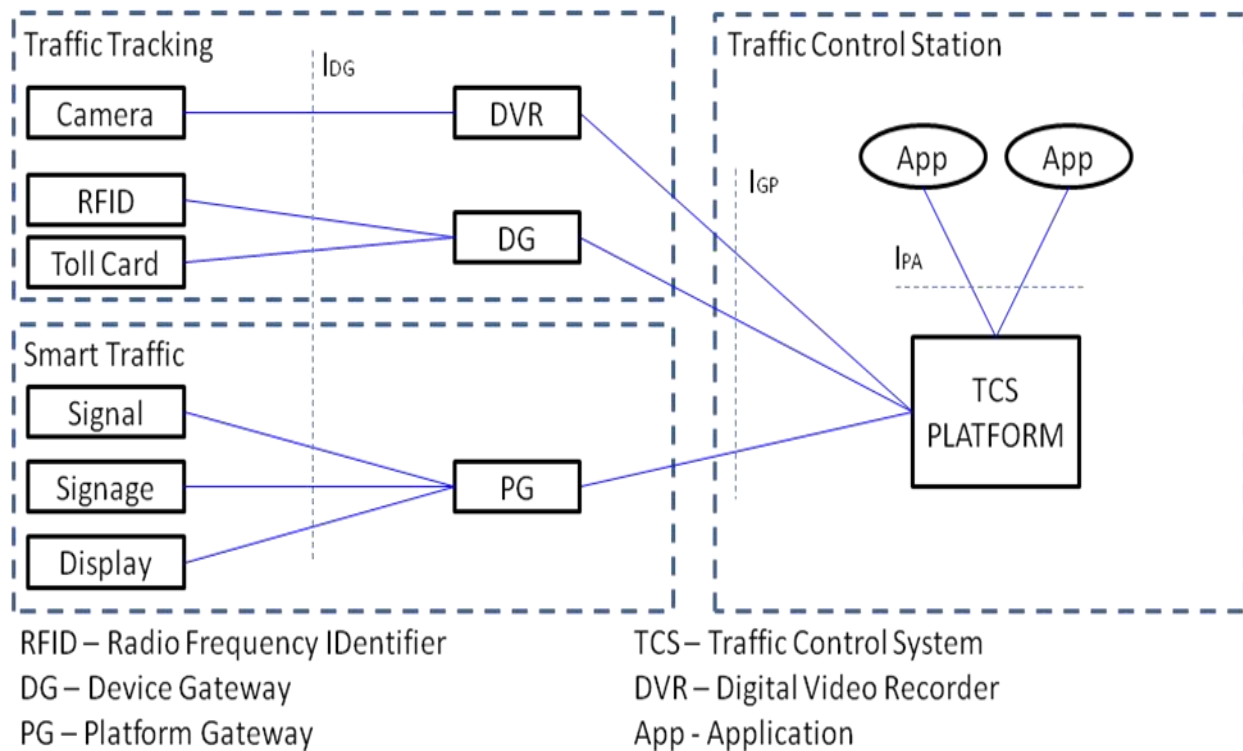 Traffic Tracking
IDG
Camera
DVR
RFID
Toll Card
DG
Smart Traffic
Signal
Signage
Display
PG
Traffic Control Station
App
App
IGP
IPA
TCS
PLATFORM
RFID – Radio Frequency IDentifier
DG – Device Gateway
PG – Platform Gateway
TCS – Traffic Control System
DVR – Digital Video Recorder
App - Application